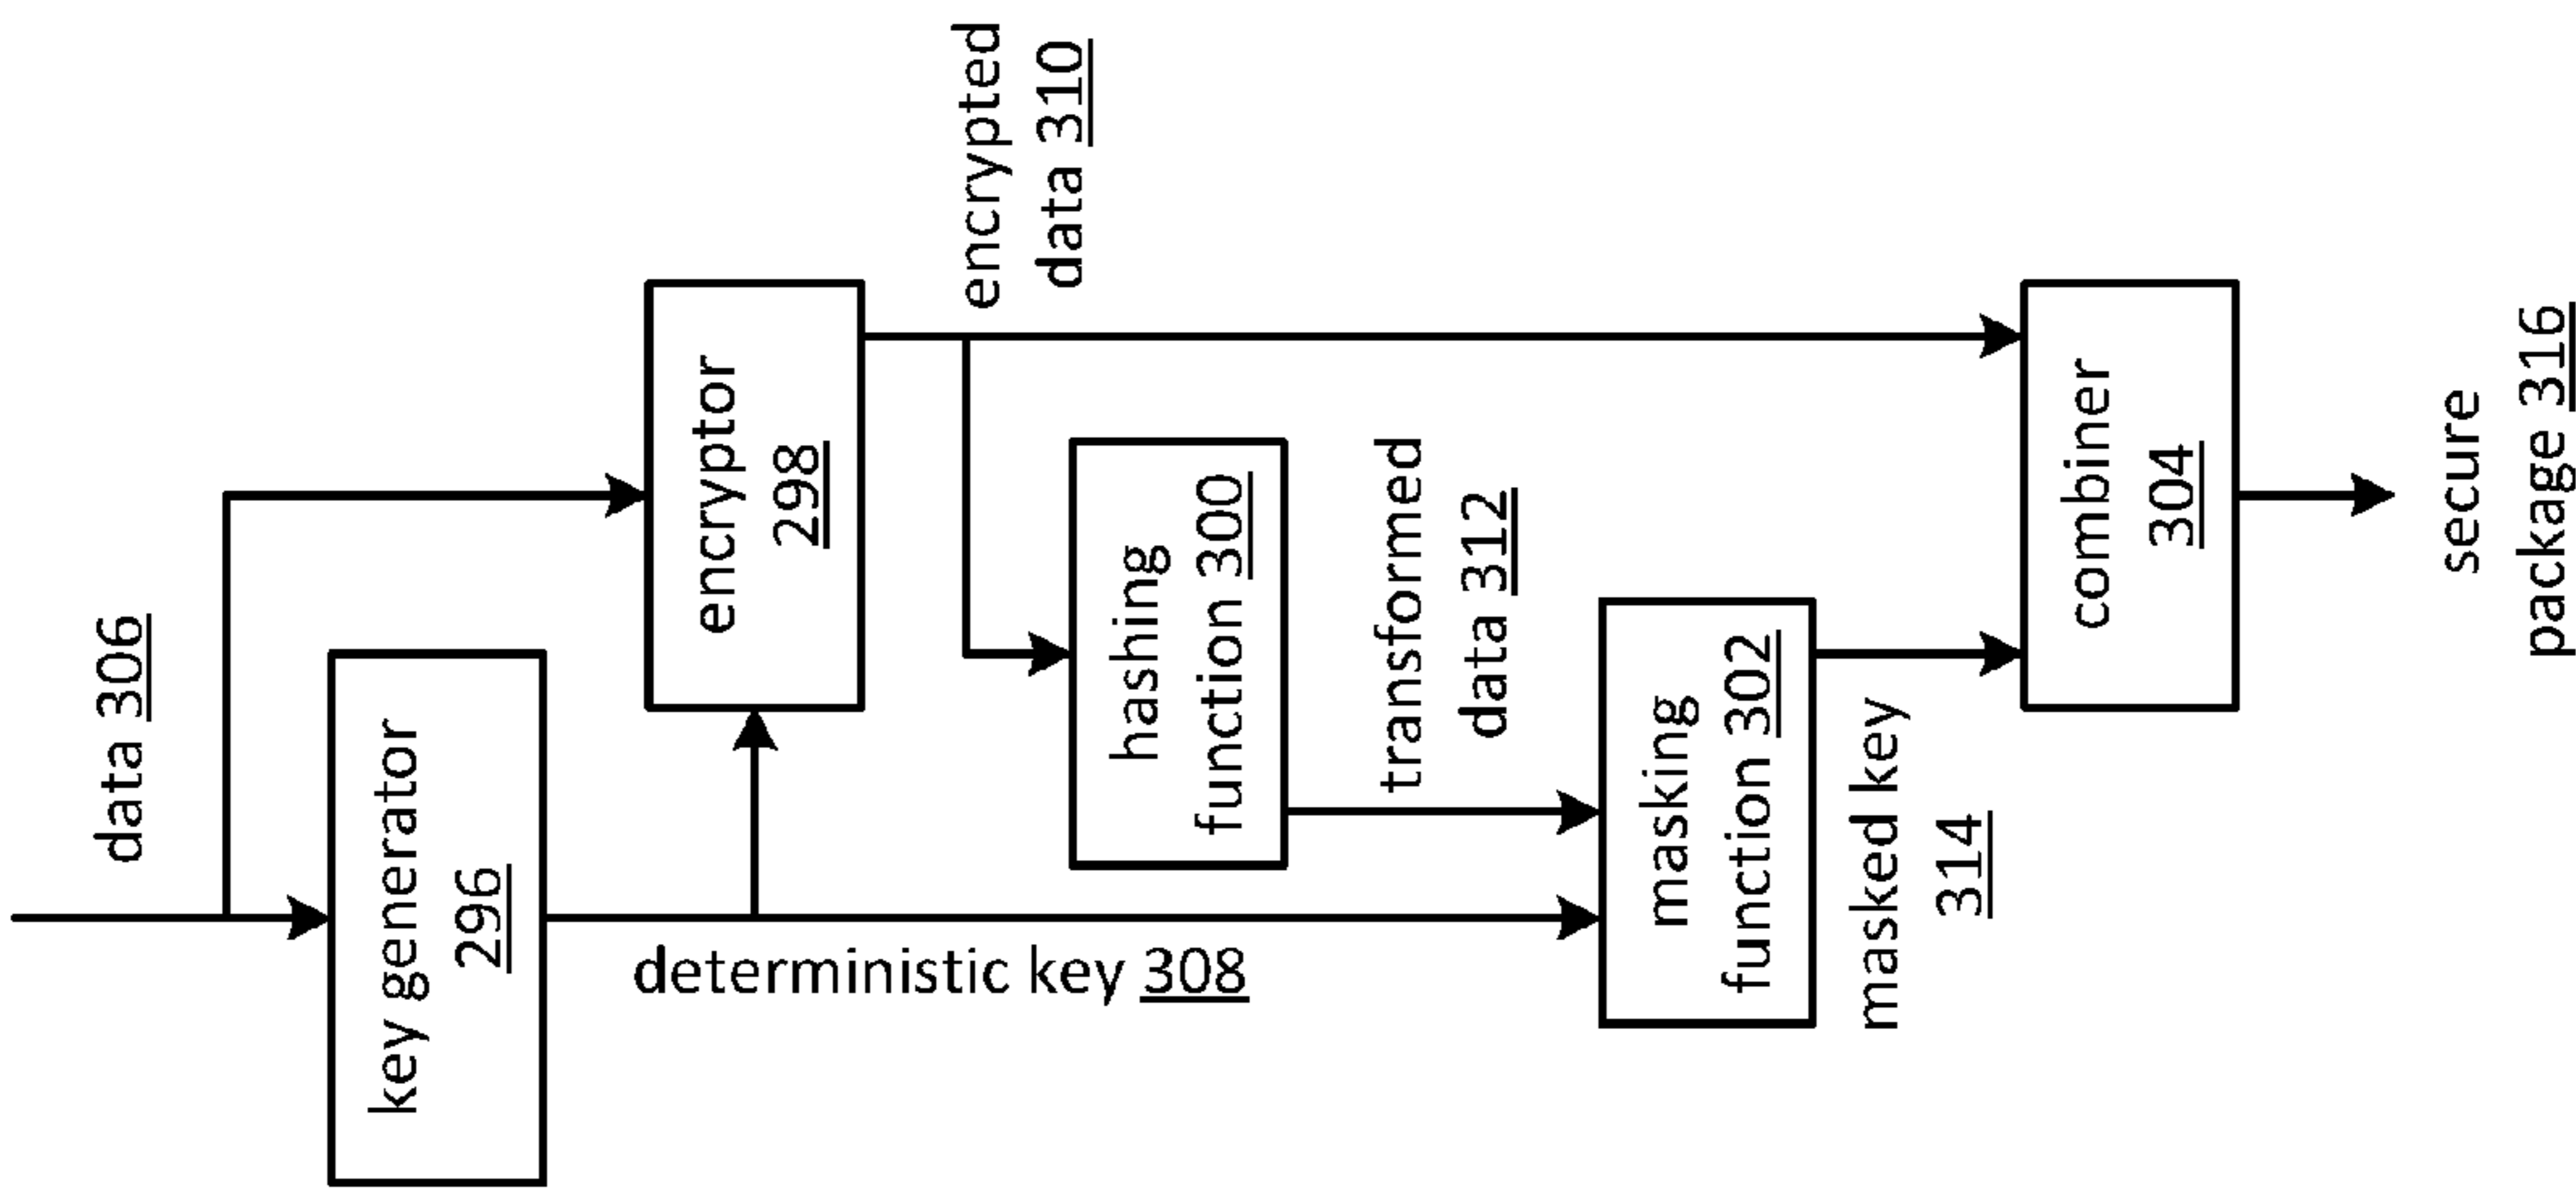 data 306
key generator
296
encryptor
298
deterministic key 308
encrypted
data 310
hashing
function 300
transformed
data 312
masking
function 302
masked key
314
combiner
304
secure
package 316